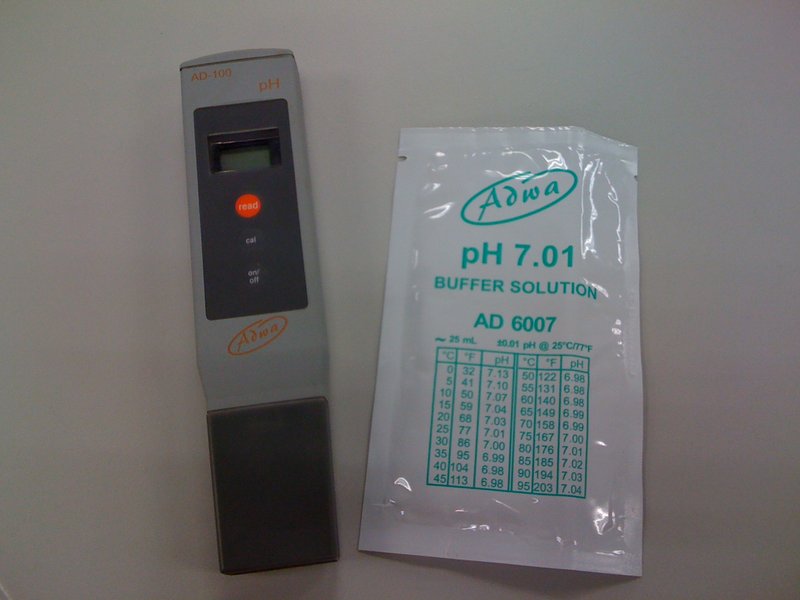 AD-100
pH
read
cal
on/
off
Adwa
Adwa
pH 7.01
BUFFER SOLUTION
AD 6007
~ 25 mL ±0.01 pH @ 25°C/77°F
°C °F pH °C °F pH
0 32 7.13 50 122 6.98
5 41 7.10 55 131 6.98
10 50 7.07 60 140 6.98
15 59 7.04 65 149 6.99
20 68 7.03 70 158 6.99
25 77 7.01 75 167 7.00
30 86 7.00 80 176 7.01
35 95 6.99 85 185 7.02
40 104 6.98 90 194 7.03
45 113 6.98 95 203 7.04